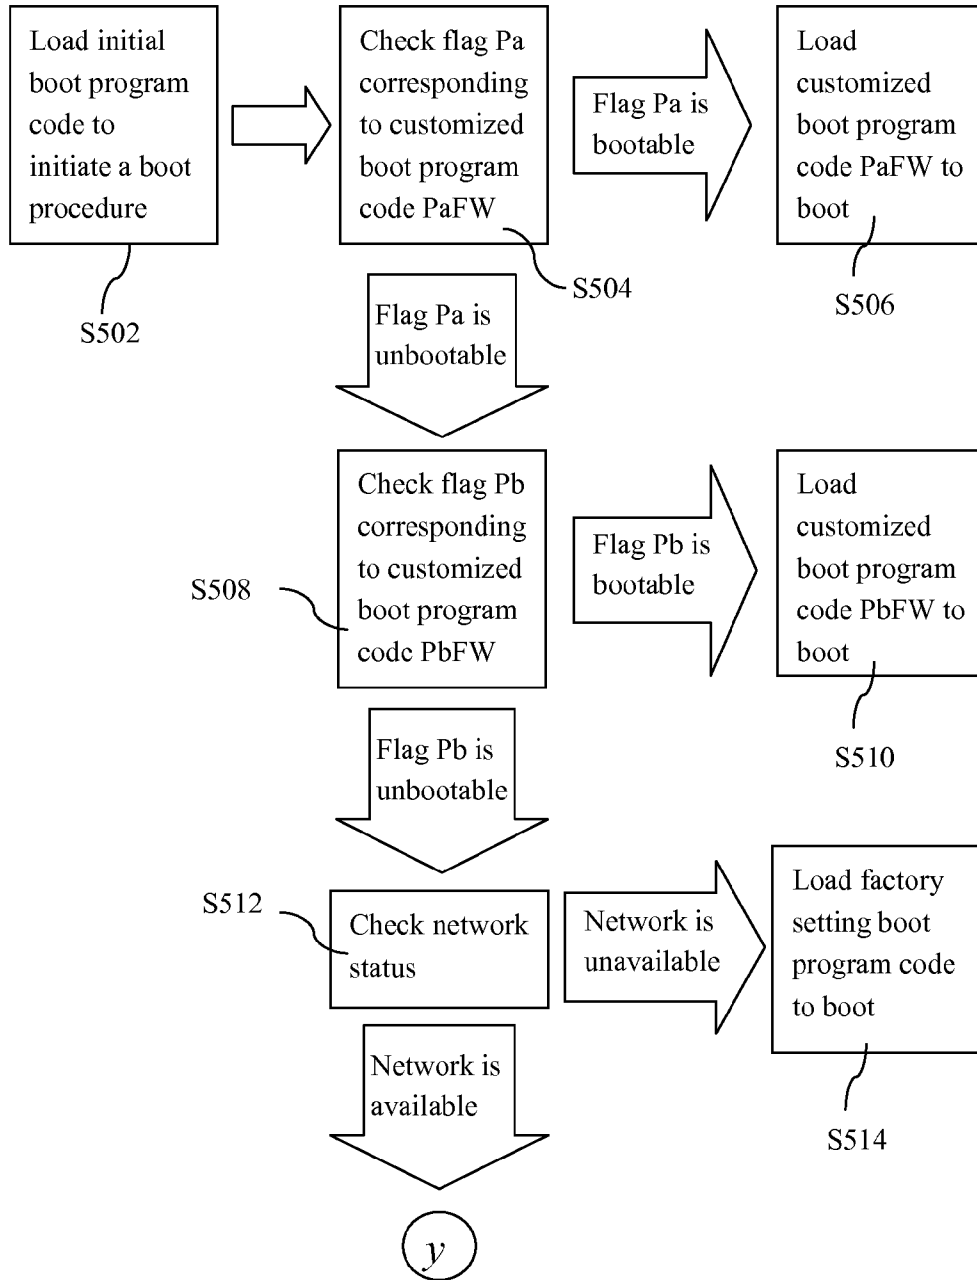 Load initial
boot program
code to
initiate a boot
procedure
S502
Check flag Pa
corresponding
to customized
boot program
code PaFW
S504
Flag Pa is
bootable
Load
customized
boot program
code PaFW to
boot
S506
Flag Pa is
unbootable
Check flag Pb
corresponding
to customized
boot program
code PbFW
S508
Flag Pb is
bootable
Load
customized
boot program
code PbFW to
boot
S510
Flag Pb is
unbootable
S512
Check network
status
Network is
unavailable
Load factory
setting boot
program code
to boot
S514
Network is
available
y